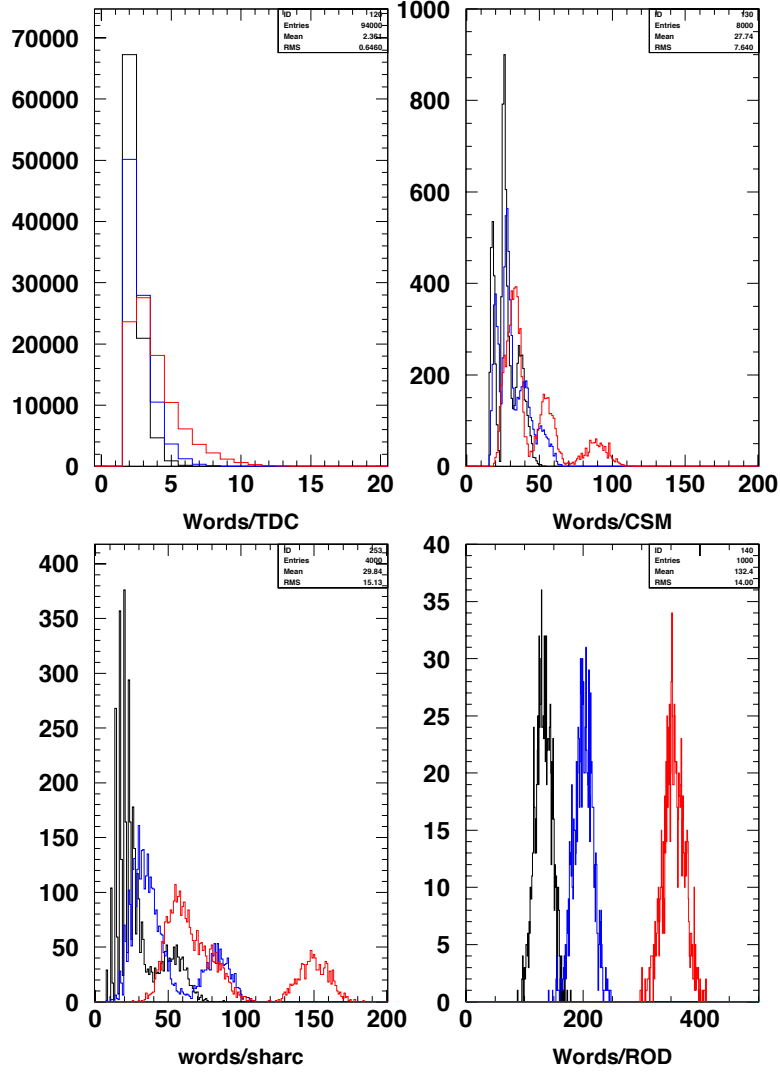 ID 120
Entries 94000
Mean 2.361
RMS 0.6460
70000
60000
50000
40000
30000
20000
10000
0
0 5 10 15 20
Words/TDC
ID 130
Entries 8000
Mean 27.74
RMS 7.640
1000
800
600
400
200
0
0 50 100 150 200
Words/CSM
ID 253
Entries 4000
Mean 29.84
RMS 15.13
400
350
300
250
200
150
100
50
0
0 50 100 150 200
words/sharc
ID 140
Entries 1000
Mean 132.4
RMS 14.00
40
35
30
25
20
15
10
5
0
0 200 400
Words/ROD